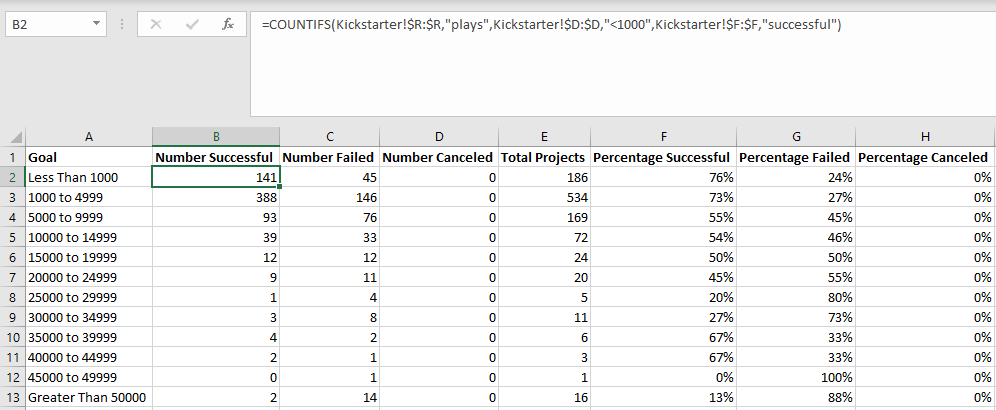 B2 fx =COUNTIFS(Kickstarter!$R:$R,"plays",Kickstarter!$D:$D,"<1000",Kickstarter!$F:$F,"successful")
A B C D E F G H
1 Goal Number Successful Number Failed Number Canceled Total Projects Percentage Successful Percentage Failed Percentage Canceled
2 Less Than 1000 141 45 0 186 76% 24% 0%
3 1000 to 4999 388 146 0 534 73% 27% 0%
4 5000 to 9999 93 76 0 169 55% 45% 0%
5 10000 to 14999 39 33 0 72 54% 46% 0%
6 15000 to 19999 12 12 0 24 50% 50% 0%
7 20000 to 24999 9 11 0 20 45% 55% 0%
8 25000 to 29999 1 4 0 5 20% 80% 0%
9 30000 to 34999 3 8 0 11 27% 73% 0%
10 35000 to 39999 4 2 0 6 67% 33% 0%
11 40000 to 44999 2 1 0 3 67% 33% 0%
12 45000 to 49999 0 1 0 1 0% 100% 0%
13 Greater Than 50000 2 14 0 16 13% 88% 0%